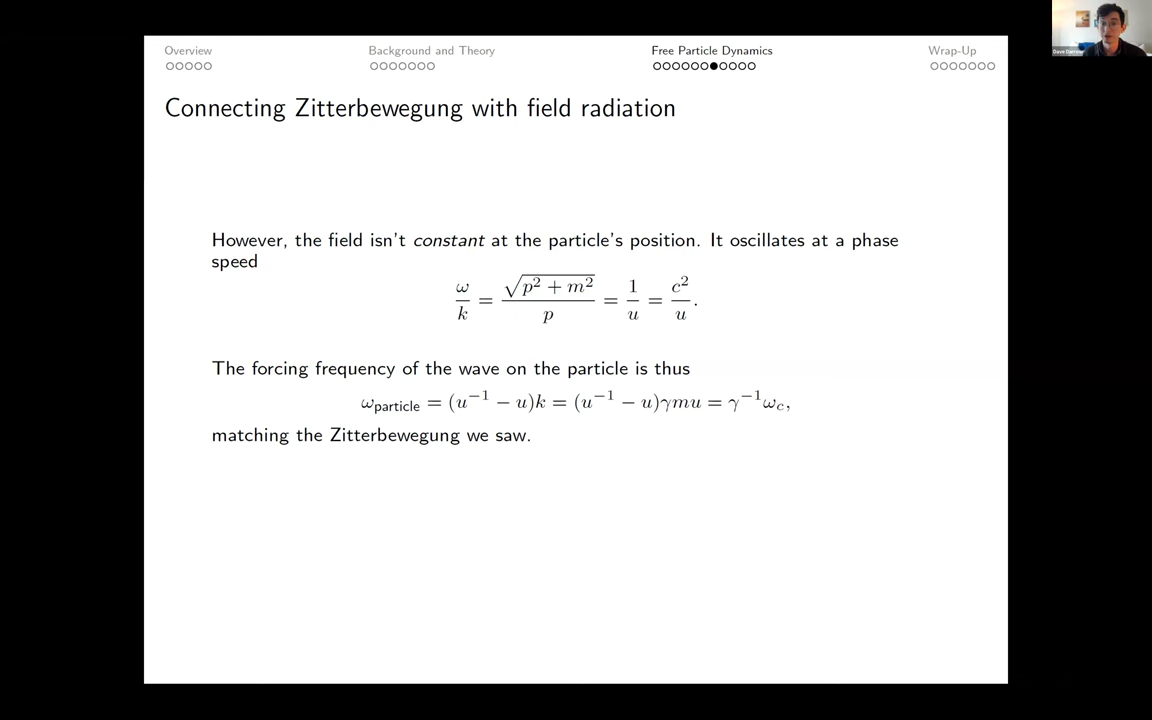 Overview Background and Theory Free Particle Dynamics Wrap-Up
Connecting Zitterbewegung with field radiation
However, the field isn't constant at the particle's position. It oscillates at a phase
speed
ω/k = √(p² + m²)/p = 1/u = c²/u.
The forcing frequency of the wave on the particle is thus
ω_particle = (u⁻¹ − u)k = (u⁻¹ − u)γmu = γ⁻¹ω_c,
matching the Zitterbewegung we saw.